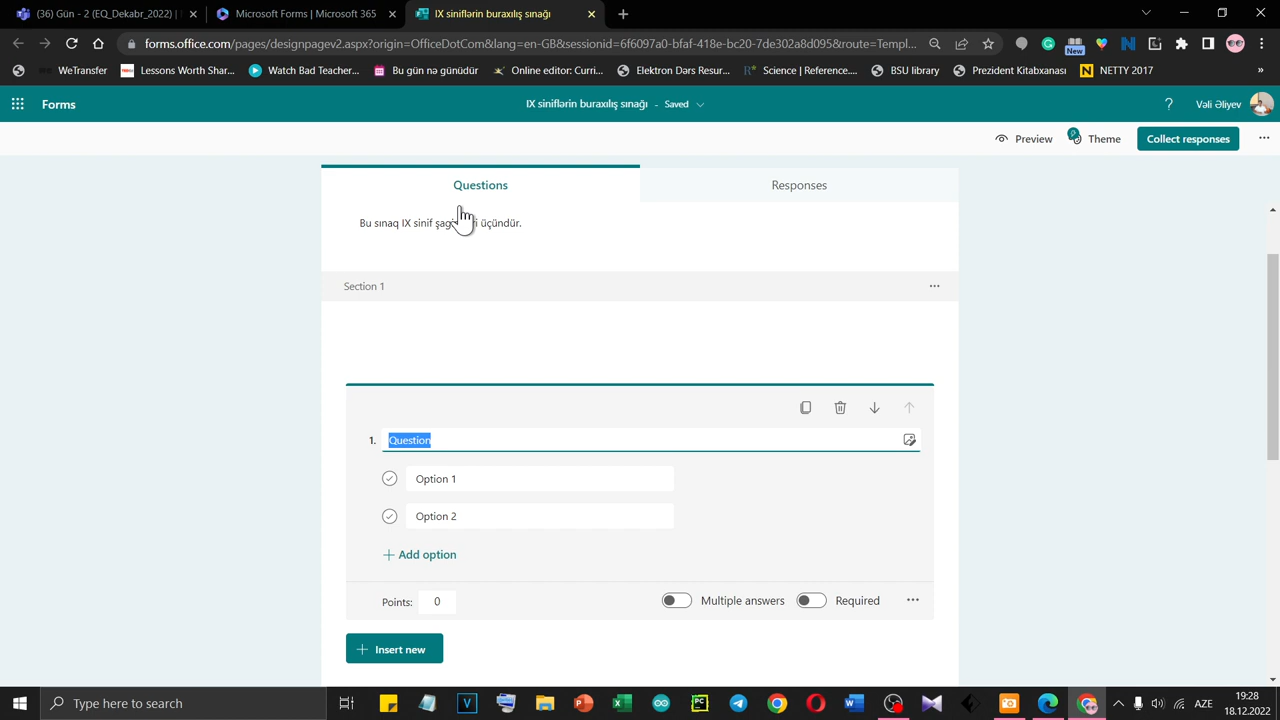 (36) Gün - 2 (EQ_Dekabr_2022) |
Microsoft Forms | Microsoft 365
IX siniflərin buraxılış sınağı
forms.office.com/pages/designpagev2.aspx?origin=OfficeDotCom&lang=en-GB&sessionid=6f6097a0-bfaf-418e-bc20-7de302a8d095&route=Templ...
New
WeTransfer
Lessons Worth Shar...
Watch Bad Teacher...
Bu gün nə günüdür
Online editor: Curri...
Elektron Dərs Resur...
Science | Reference....
BSU library
Prezident Kitabxanası
NETTY 2017
»
Forms
IX siniflərin buraxılış sınağı - Saved
?
Vəli Əliyev
Preview
Theme
Collect responses
Questions
Responses
Bu sınaq IX sinif üçündür.
Section 1
1. Question
Option 1
Option 2
Add option
Points: 0
Multiple answers
Required
Insert new
Type here to search
AZE
19:28
18.12.2022